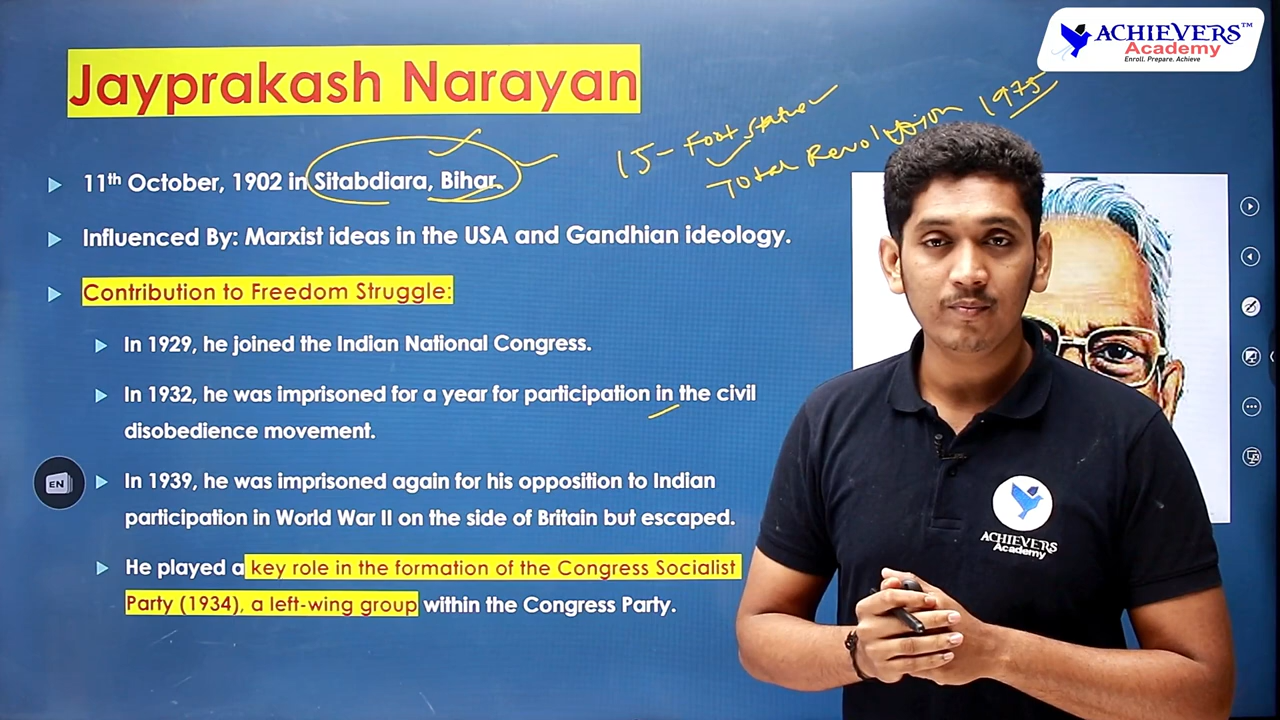 ACHIEVERS™
Academy
Enroll. Prepare. Achieve
Jayprakash Narayan
15 - Foot statue
Total Revolution 1975
11th October, 1902 in Sitabdiara, Bihar.
Influenced By: Marxist ideas in the USA and Gandhian ideology.
Contribution to Freedom Struggle:
In 1929, he joined the Indian National Congress.
In 1932, he was imprisoned for a year for participation in the civil
disobedience movement.
EN
In 1939, he was imprisoned again for his opposition to Indian
participation in World War II on the side of Britain but escaped.
He played a key role in the formation of the Congress Socialist
Party (1934), a left-wing group within the Congress Party.
ACHIEVERS
Academy